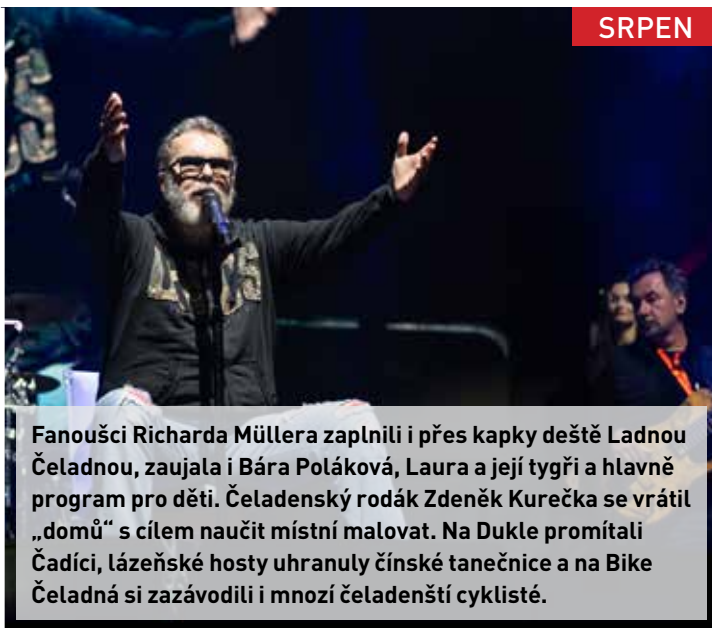 SRPEN
Fanoušci Richarda Müllera zaplnili i přes kapky deště Ladnou
Čeladnou, zaujala i Bára Poláková, Laura a její tygři a hlavně
program pro děti. Čeladenský rodák Zdeněk Kurečka se vrátil
„domů“ s cílem naučit místní malovat. Na Dukle promítali
Čadíci, lázeňské hosty uhranuly čínské tanečnice a na Bike
Čeladná si zazávodili i mnozí čeladenští cyklisté.